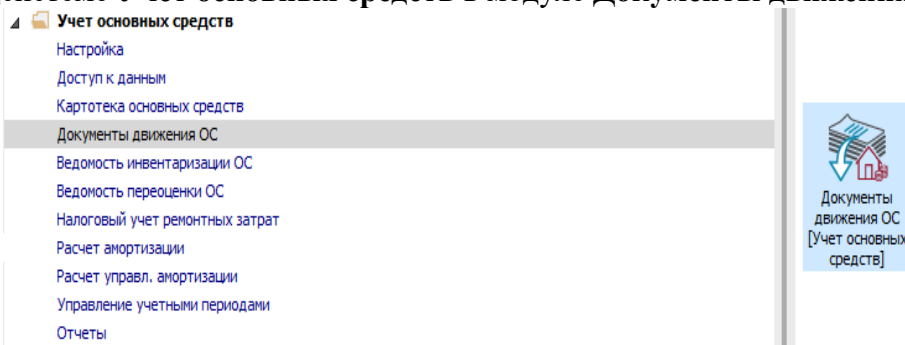 Учет основных средств
Настройка
Доступ к данным
Картотека основных средств
Документы движения ОС
Ведомость инвентаризации ОС
Ведомость переоценки ОС
Налоговый учет ремонтных затрат
Расчет амортизации
Расчет управл. амортизации
Управление учетными периодами
Отчеты
Документы
движения ОС
[Учет основных
средств]